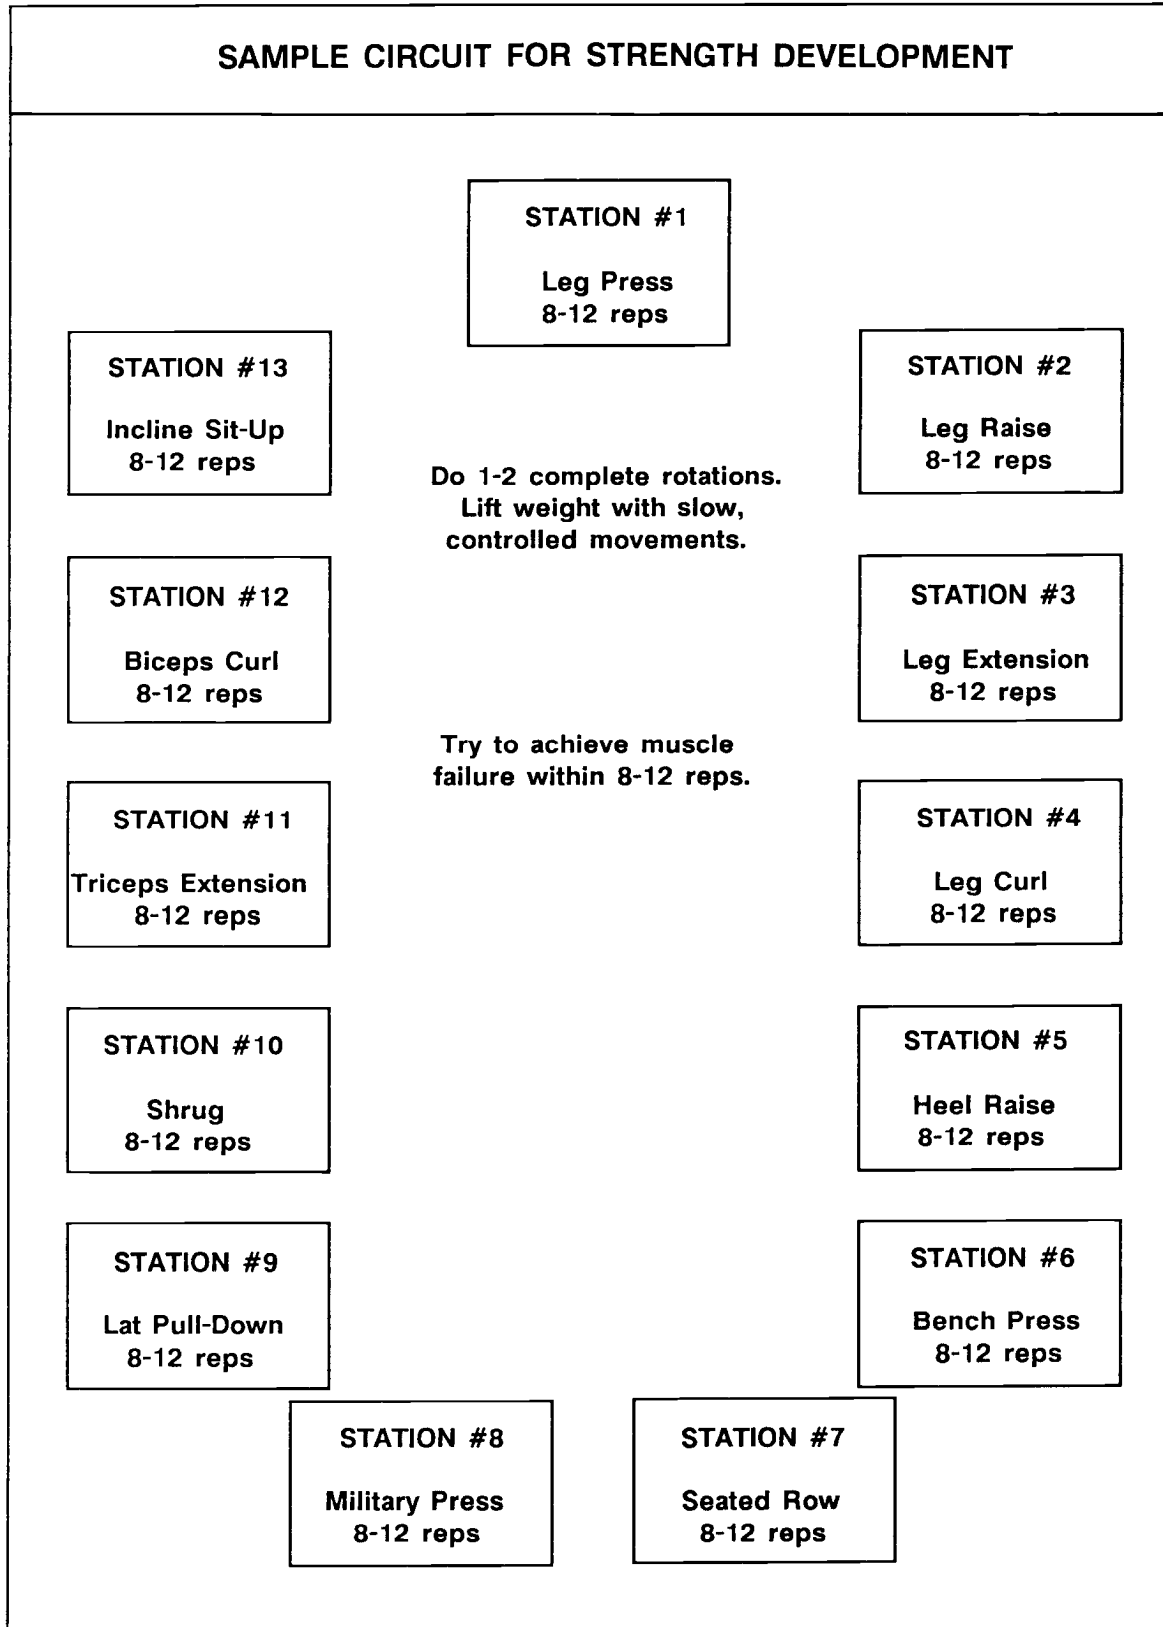 SAMPLE CIRCUIT FOR STRENGTH DEVELOPMENT
STATION #1
Leg Press
8-12 reps
STATION #2
Leg Raise
8-12 reps
STATION #3
Leg Extension
8-12 reps
STATION #4
Leg Curl
8-12 reps
STATION #5
Heel Raise
8-12 reps
STATION #6
Bench Press
8-12 reps
STATION #7
Seated Row
8-12 reps
STATION #8
Military Press
8-12 reps
STATION #9
Lat Pull-Down
8-12 reps
STATION #10
Shrug
8-12 reps
STATION #11
Triceps Extension
8-12 reps
STATION #12
Biceps Curl
8-12 reps
STATION #13
Incline Sit-Up
8-12 reps
Do 1-2 complete rotations.
Lift weight with slow,
controlled movements.
Try to achieve muscle
failure within 8-12 reps.